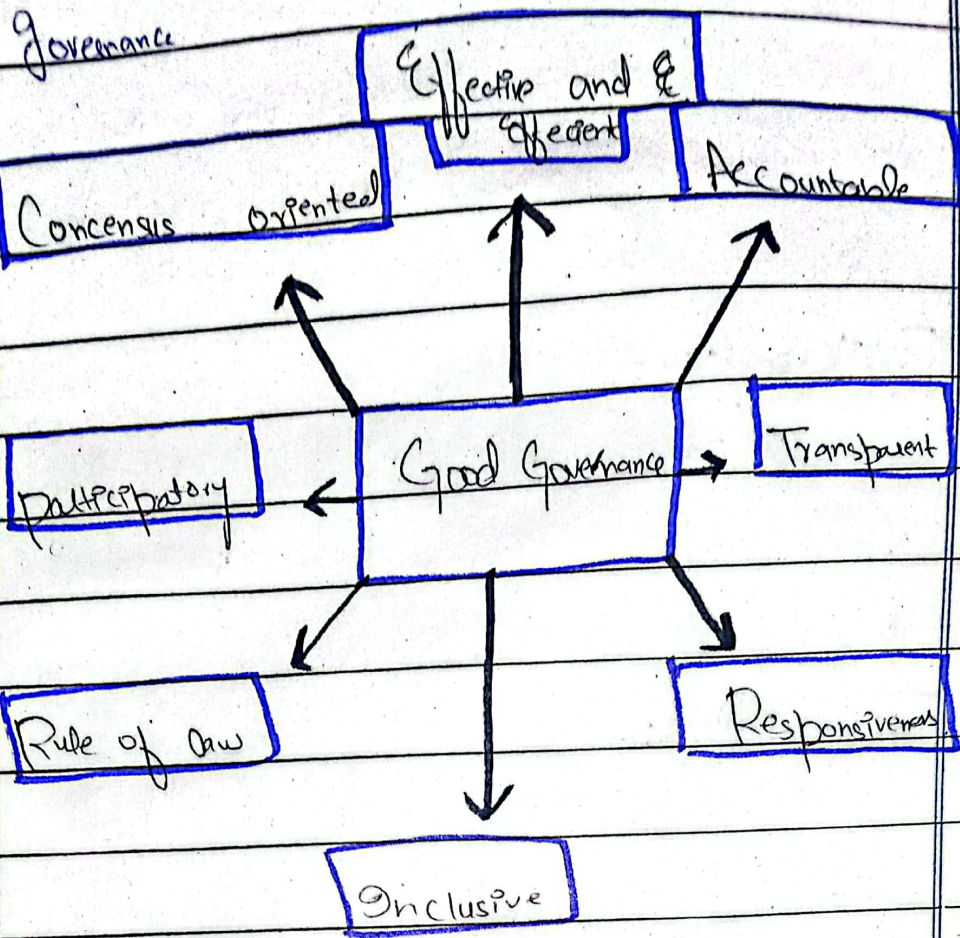 Governance
Effective and &
Effecient
Accountable
Concensus oriented
Good Governance
Transparent
participatory
Rule of law
Responsiveness
Inclusive